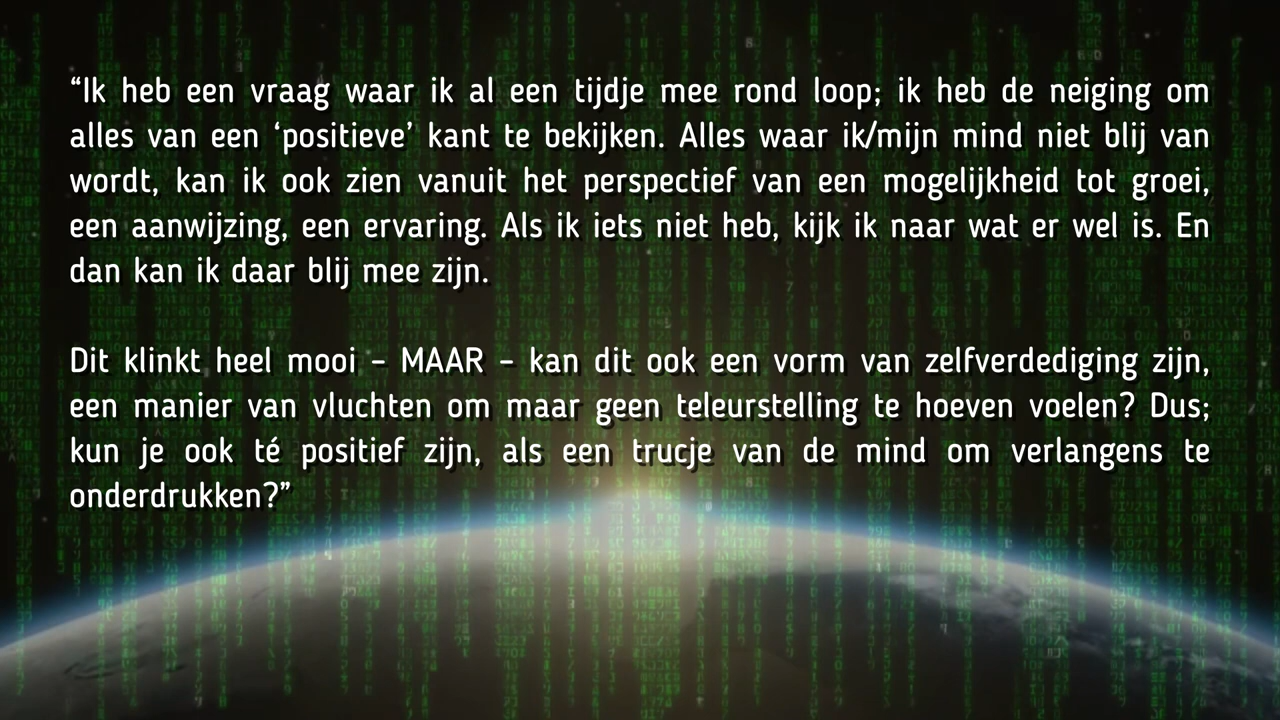 “Ik heb een vraag waar ik al een tijdje mee rond loop; ik heb de neiging om
alles van een ‘positieve’ kant te bekijken. Alles waar ik/mijn mind niet blij van
wordt, kan ik ook zien vanuit het perspectief van een mogelijkheid tot groei,
een aanwijzing, een ervaring. Als ik iets niet heb, kijk ik naar wat er wel is. En
dan kan ik daar blij mee zijn.
Dit klinkt heel mooi – MAAR – kan dit ook een vorm van zelfverdediging zijn,
een manier van vluchten om maar geen teleurstelling te hoeven voelen? Dus;
kun je ook té positief zijn, als een trucje van de mind om verlangens te
onderdrukken?”